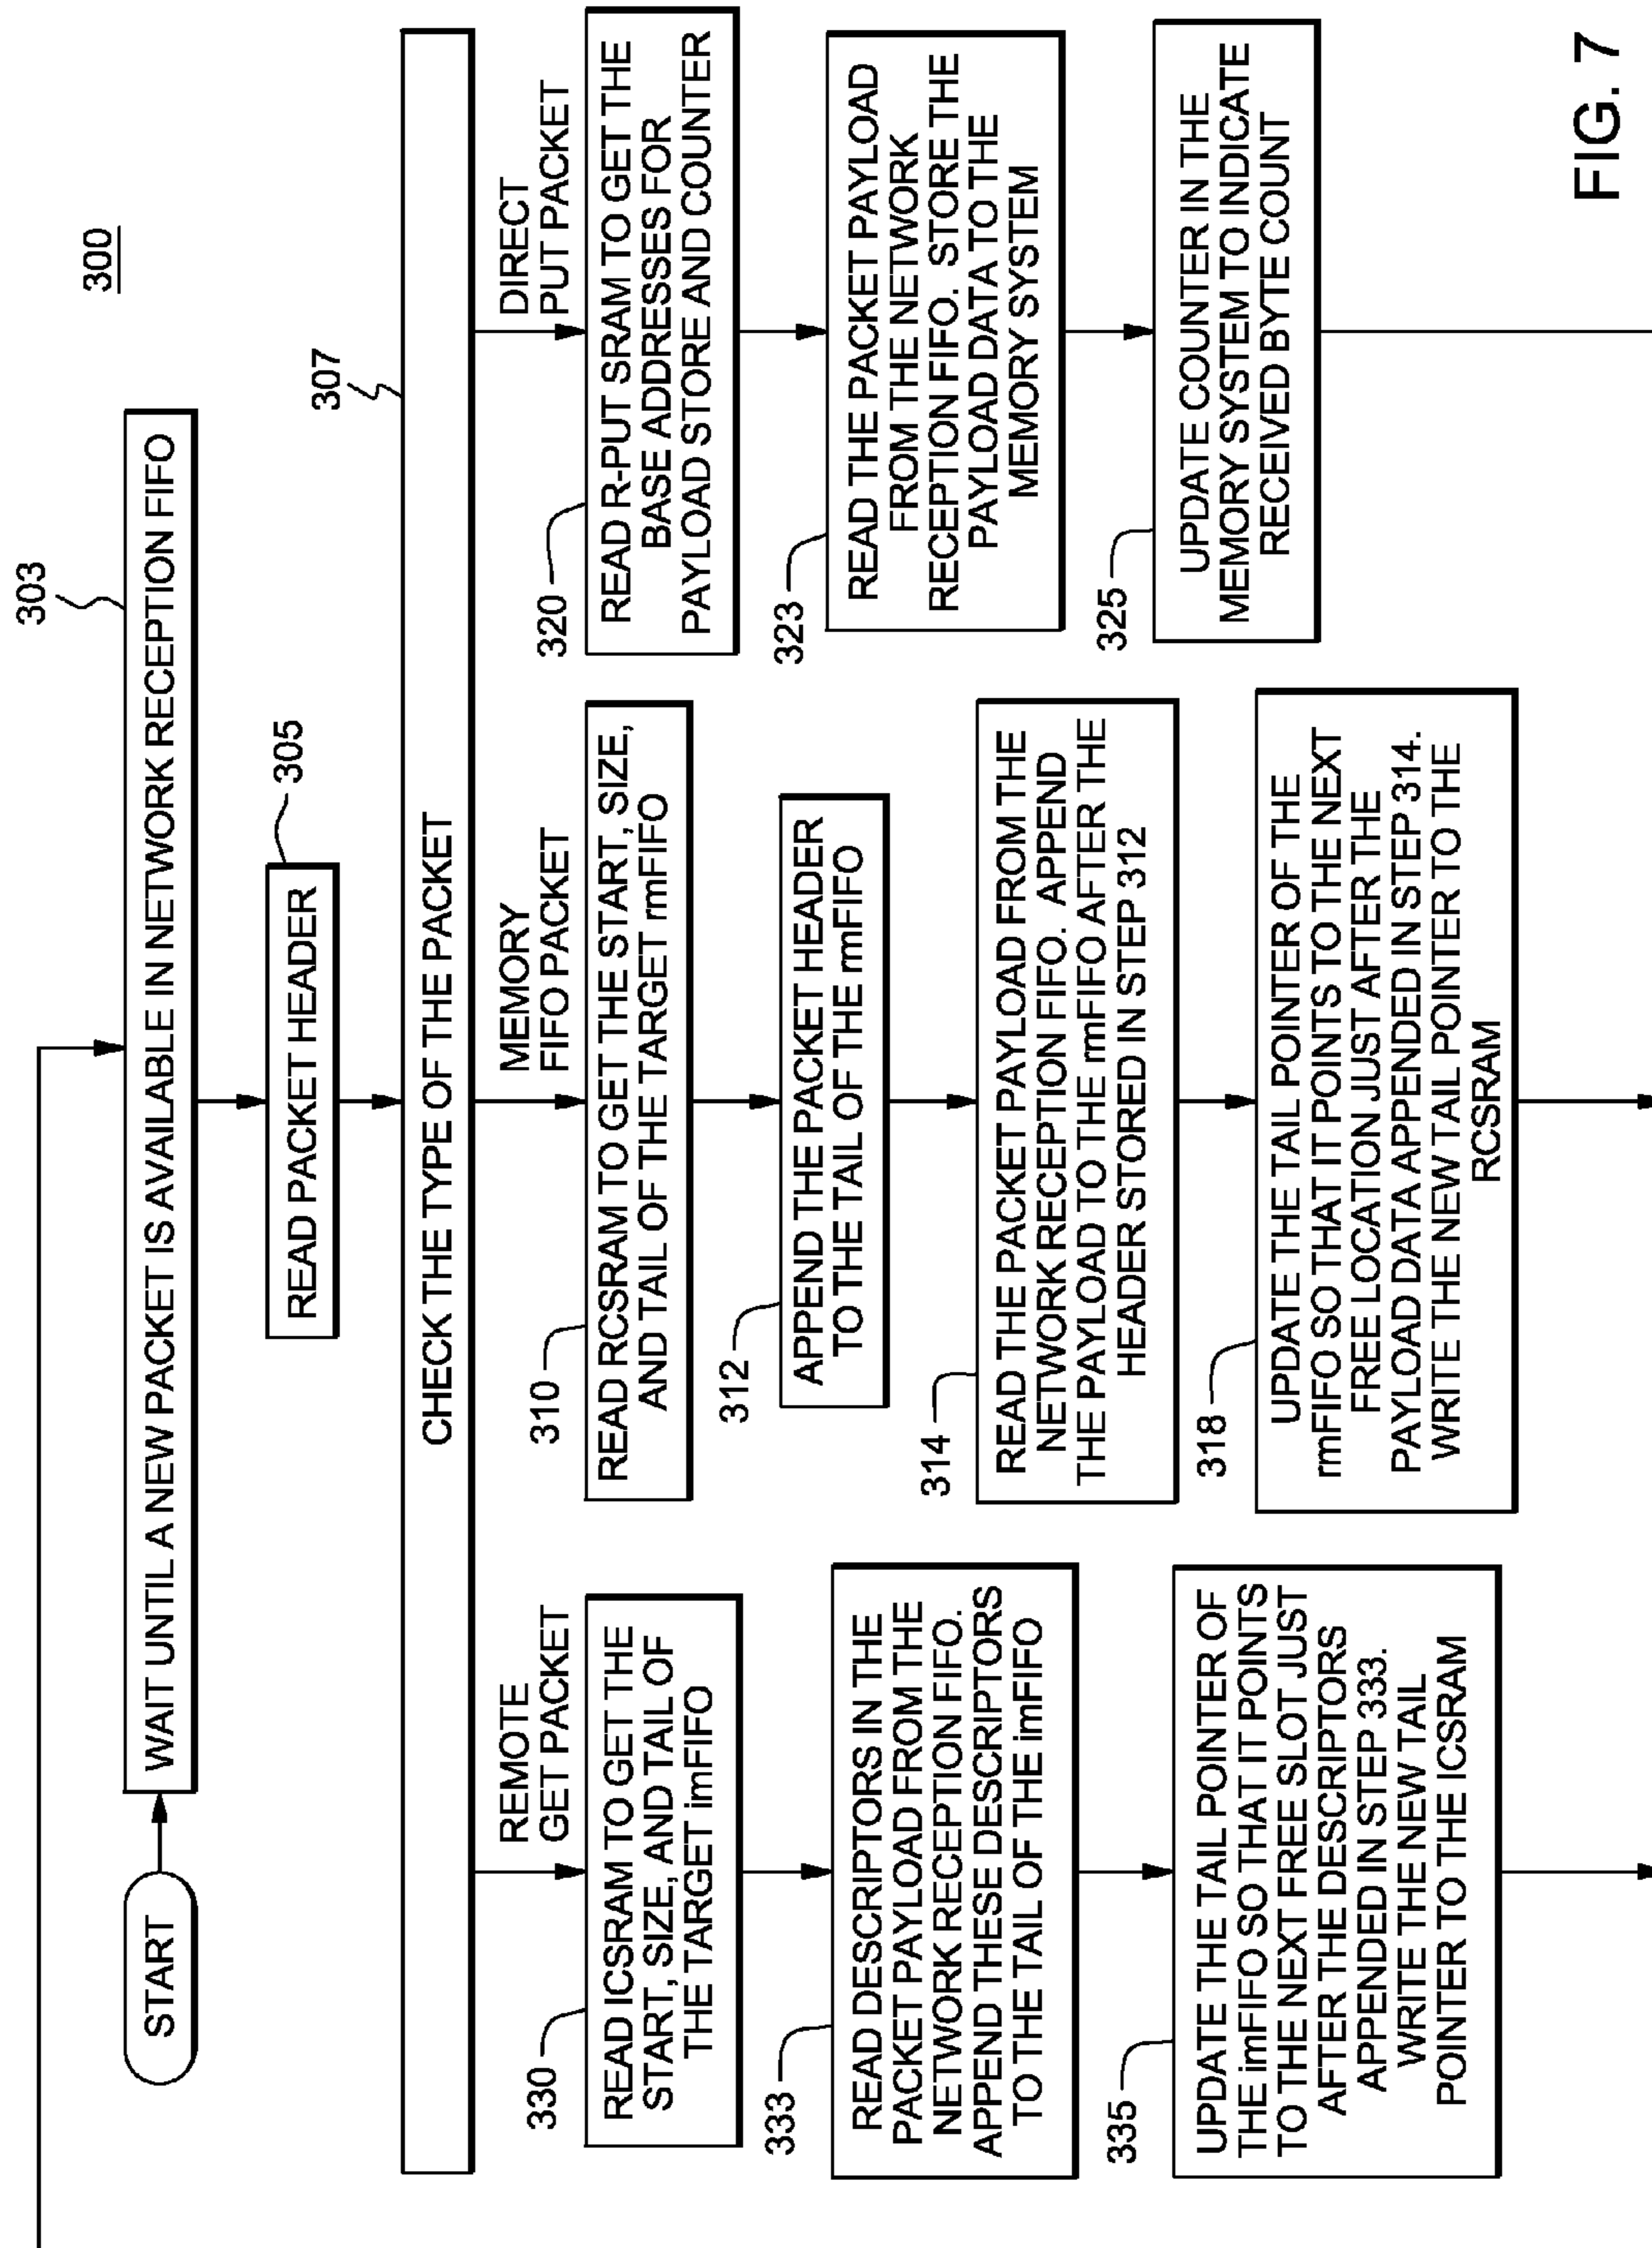 300
303
START
WAIT UNTIL A NEW PACKET IS AVAILABLE IN NETWORK RECEPTION FIFO
305
READ PACKET HEADER
307
CHECK THE TYPE OF THE PACKET
REMOTE
GET PACKET
330
READ ICSRAM TO GET THE
START, SIZE, AND TAIL OF
THE TARGET imFIFO
333
READ DESCRIPTORS IN THE
PACKET PAYLOAD FROM THE
NETWORK RECEPTION FIFO.
APPEND THESE DESCRIPTORS
TO THE TAIL OF THE imFIFO
335
UPDATE THE TAIL POINTER OF
THE imFIFO SO THAT IT POINTS
TO THE NEXT FREE SLOT JUST
AFTER THE DESCRIPTORS
APPENDED IN STEP 333.
WRITE THE NEW TAIL
POINTER TO THE ICSRAM
MEMORY
FIFO PACKET
310
READ RCSRAM TO GET THE START, SIZE,
AND TAIL OF THE TARGET rmFIFO
312
APPEND THE PACKET HEADER
TO THE TAIL OF THE rmFIFO
314
READ THE PACKET PAYLOAD FROM THE
NETWORK RECEPTION FIFO. APPEND
THE PAYLOAD TO THE rmFIFO AFTER THE
HEADER STORED IN STEP 312
318
UPDATE THE TAIL POINTER OF THE
rmFIFO SO THAT IT POINTS TO THE NEXT
FREE LOCATION JUST AFTER THE
PAYLOAD DATA APPENDED IN STEP 314.
WRITE THE NEW TAIL POINTER TO THE
RCSRAM
DIRECT
PUT PACKET
320
READ R-PUT SRAM TO GET THE
BASE ADDRESSES FOR
PAYLOAD STORE AND COUNTER
323
READ THE PACKET PAYLOAD
FROM THE NETWORK
RECEPTION FIFO. STORE THE
PAYLOAD DATA TO THE
MEMORY SYSTEM
325
UPDATE COUNTER IN THE
MEMORY SYSTEM TO INDICATE
RECEIVED BYTE COUNT
FIG. 7